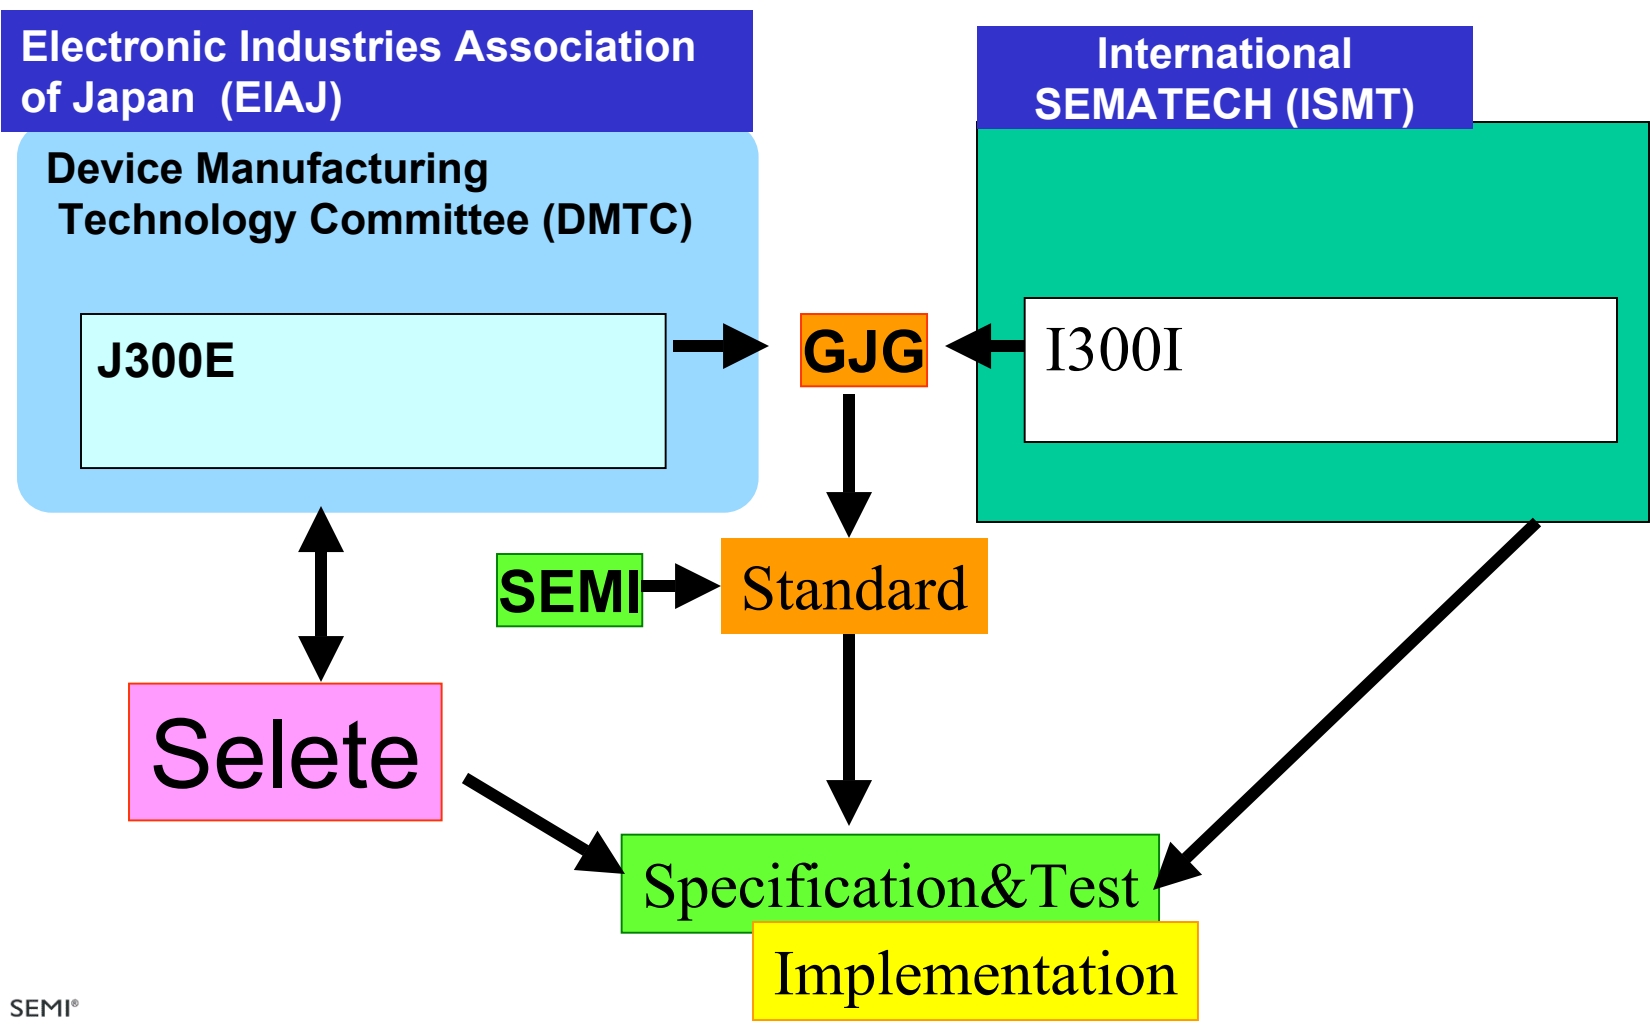 Electronic Industries Association
of Japan (EIAJ)
International
SEMATECH (ISMT)
Device Manufacturing
Technology Committee (DMTC)
J300E
GJG
I300I
SEMI
Standard
Selete
Specification&Test
Implementation
SEMI®